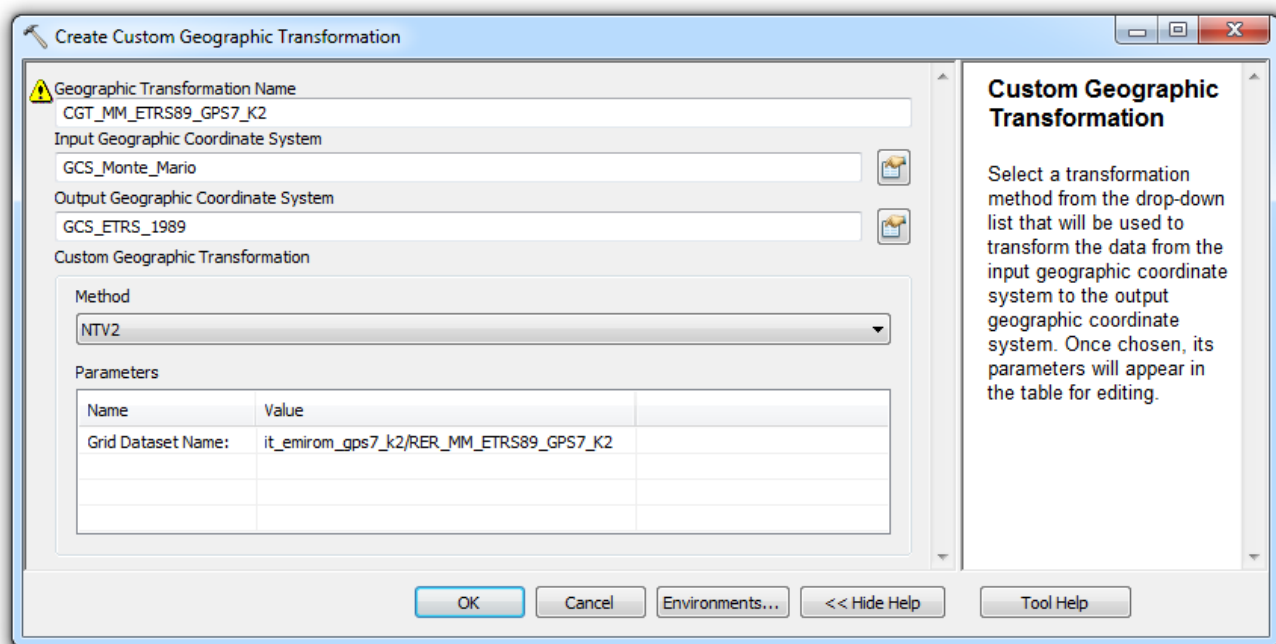 Create Custom Geographic Transformation
Geographic Transformation Name
CGT_MM_ETRS89_GPS7_K2
Input Geographic Coordinate System
GCS_Monte_Mario
Output Geographic Coordinate System
GCS_ETRS_1989
Custom Geographic Transformation
Method
NTV2
Parameters
Name Value
Grid Dataset Name: it_emirom_gps7_k2/RER_MM_ETRS89_GPS7_K2
OK Cancel Environments... << Hide Help Tool Help
Custom Geographic
Transformation
Select a transformation
method from the drop-down
list that will be used to
transform the data from the
input geographic coordinate
system to the output
geographic coordinate
system. Once chosen, its
parameters will appear in
the table for editing.